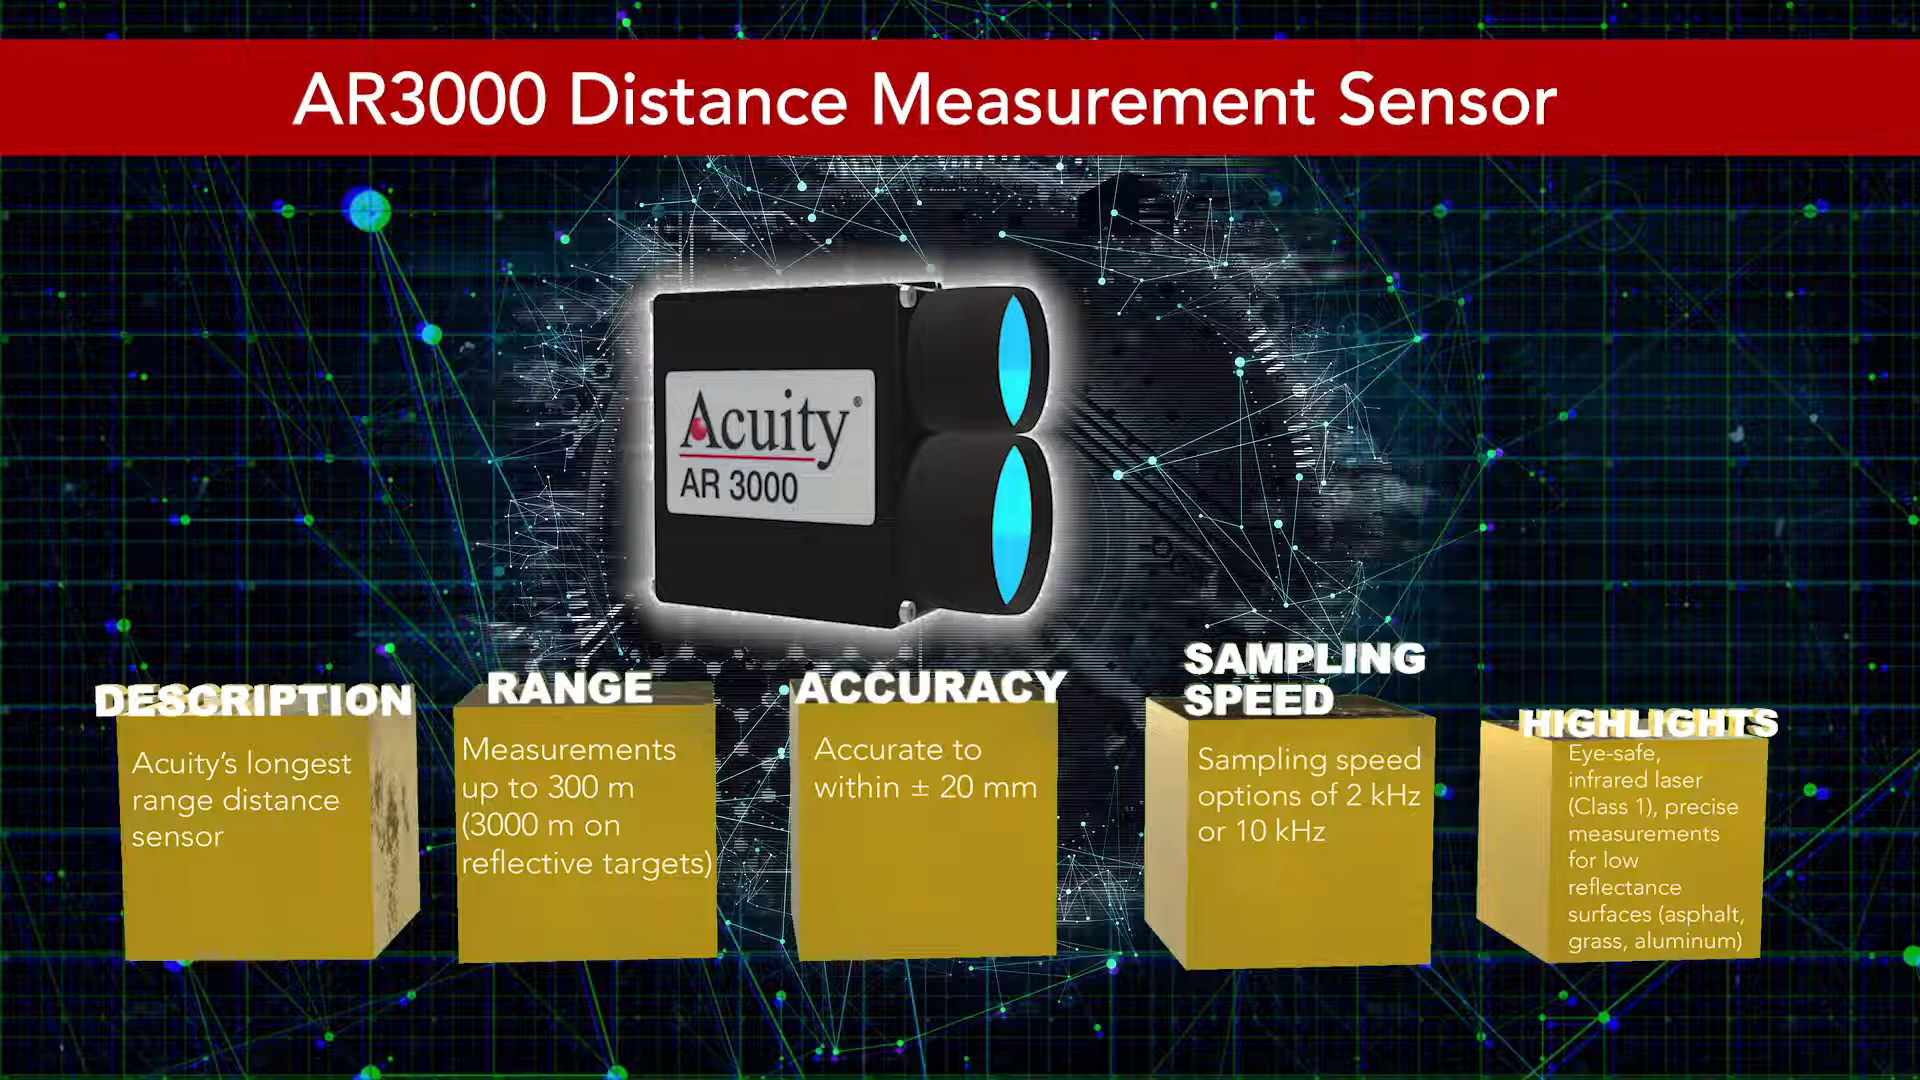 AR3000 Distance Measurement Sensor
Acuity®
AR 3000
DESCRIPTION
Acuity's longest
range distance
sensor
RANGE
Measurements
up to 300 m
(3000 m on
reflective targets)
ACCURACY
Accurate to
within ± 20 mm
SAMPLING
SPEED
Sampling speed
options of 2 kHz
or 10 kHz
HIGHLIGHTS
Eye-safe,
infrared laser
(Class 1), precise
measurements
for low
reflectance
surfaces (asphalt,
grass, aluminum)